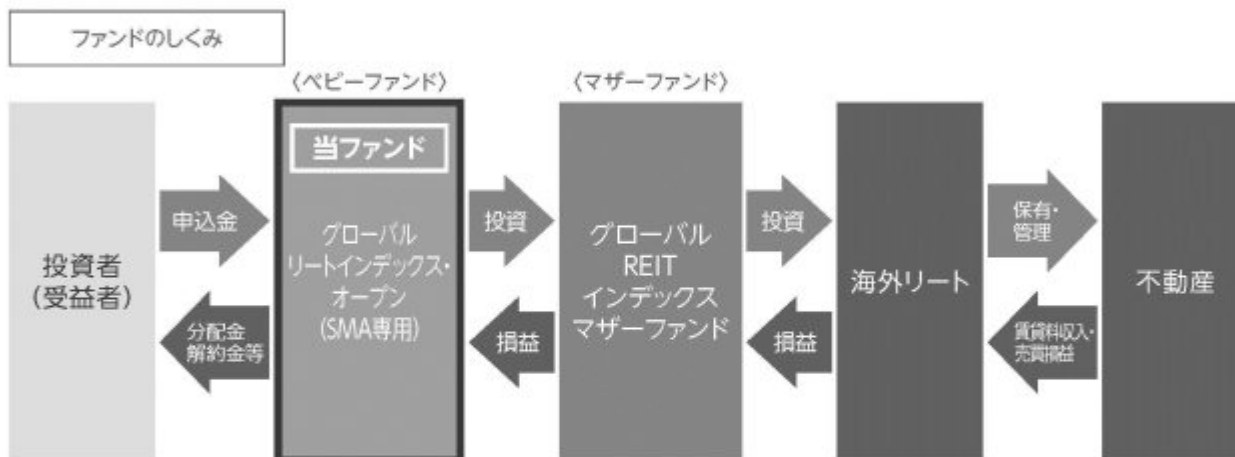 ファンドのしくみ
〈ベビーファンド〉
〈マザーファンド〉
投資者
(受益者)
申込金
分配金
解約金等
当ファンド
グローバル
リートインデックス・
オープン
(SMA専用)
投資
損益
グローバル
REIT
インデックス
マザーファンド
投資
損益
海外リート
保有・
管理
賃貸料収入・
売買損益
不動産